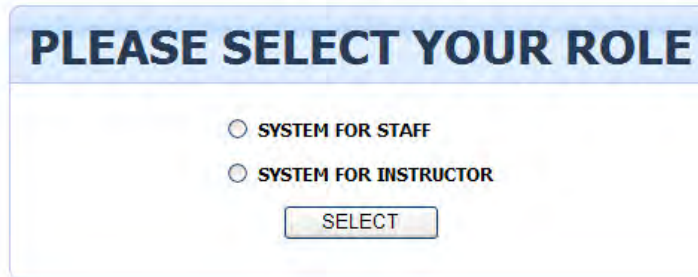 PLEASE SELECT YOUR ROLE
SYSTEM FOR STAFF
SYSTEM FOR INSTRUCTOR
SELECT